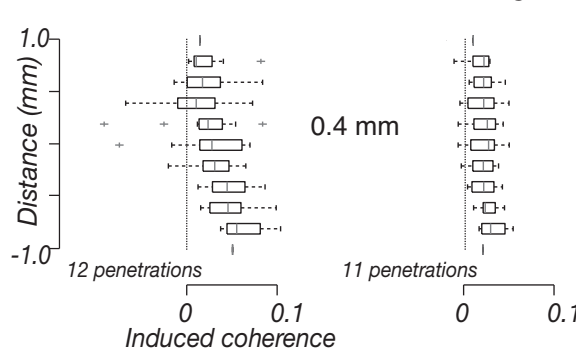 1.0
Distance (mm)
0.4 mm
-1.0
12 penetrations
11 penetrations
0
0.1
0
0.1
Induced coherence